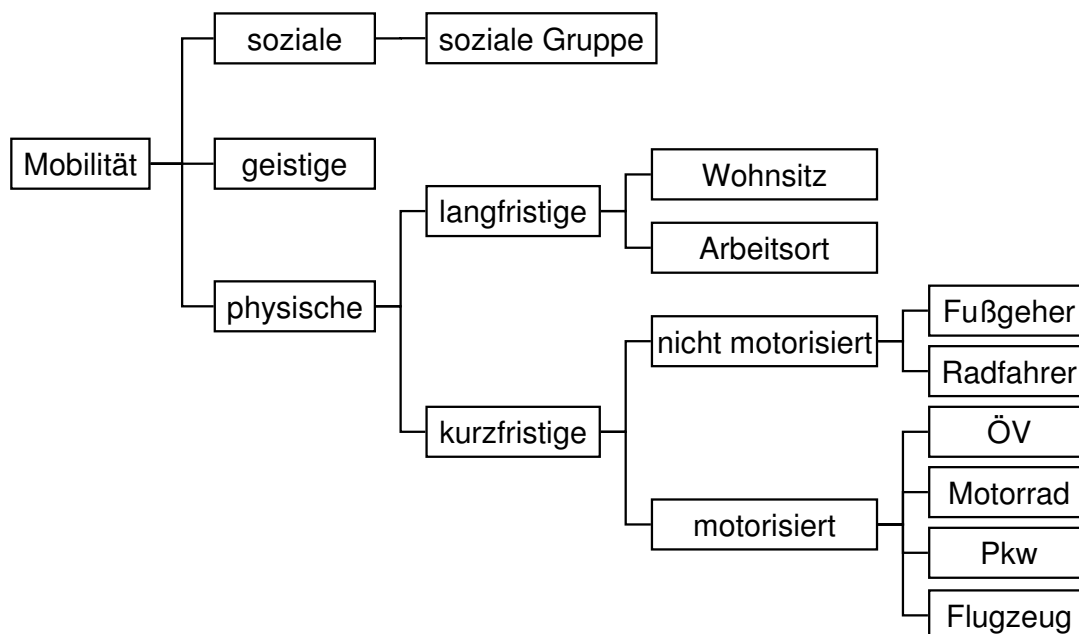 soziale
soziale Gruppe
Mobilität
geistige
physische
langfristige
Wohnsitz
Arbeitsort
kurzfristige
nicht motorisiert
Fußgeher
Radfahrer
motorisiert
ÖV
Motorrad
Pkw
Flugzeug